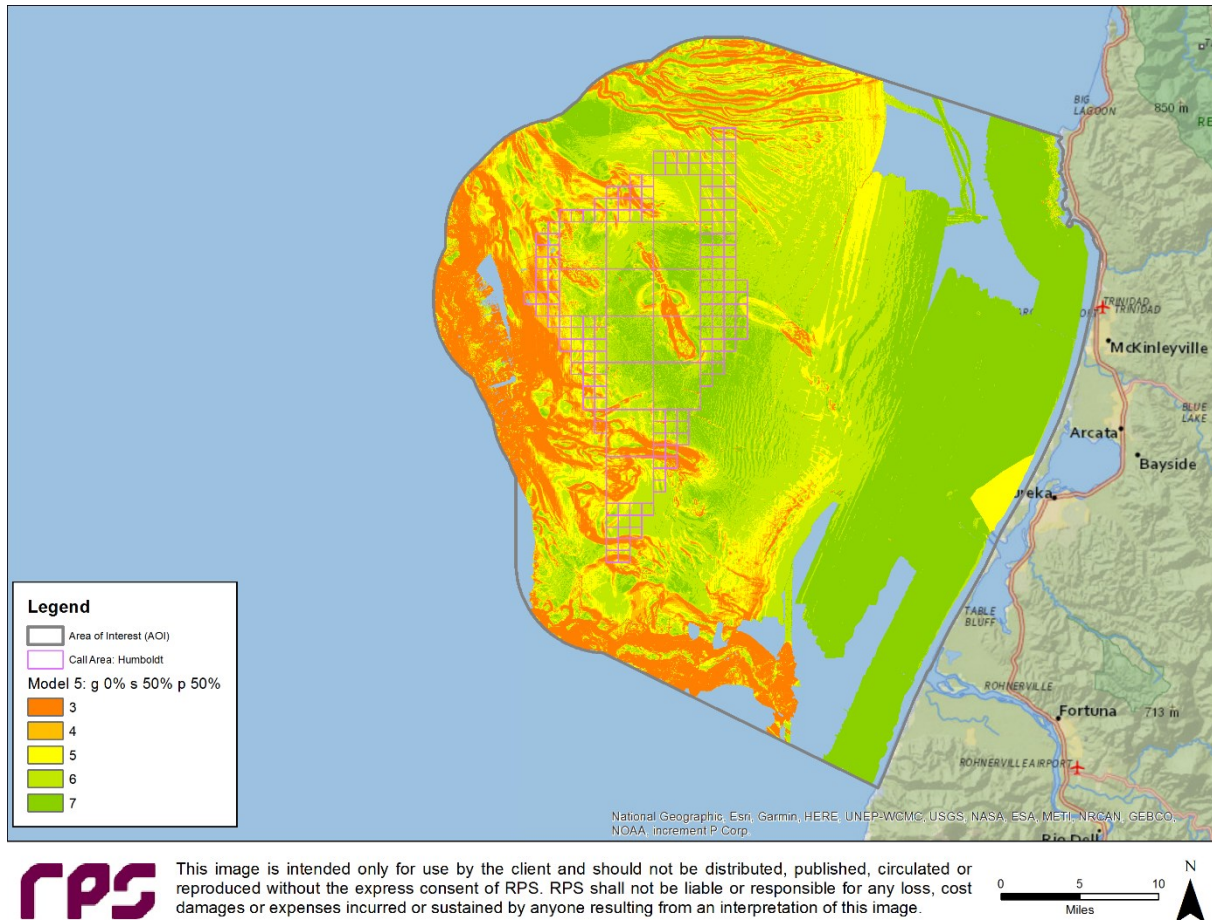 BIG
LAGOON
850 m
RE
TRINIDAD
TRINIDAD
McKinleyville
BLUE
LAKE
Arcata
Bayside
ureka
TABLE
BLUFF
ROHNERVILLE
Fortuna
713 m
ROHNERVILLE AIRPORT
Rio Dell
Legend
Area of Interest (AOI)
Call Area: Humboldt
Model 5: g 0% s 50% p 50%
3
4
5
6
7
National Geographic, Esri, Garmin, HERE, UNEP-WCMC, USGS, NASA, ESA, METI, NRCAN, GEBCO,
NOAA, increment P Corp.
rps
This image is intended only for use by the client and should not be distributed, published, circulated or
reproduced without the express consent of RPS. RPS shall not be liable or responsible for any loss, cost
damages or expenses incurred or sustained by anyone resulting from an interpretation of this image.
0 5 10
Miles
N